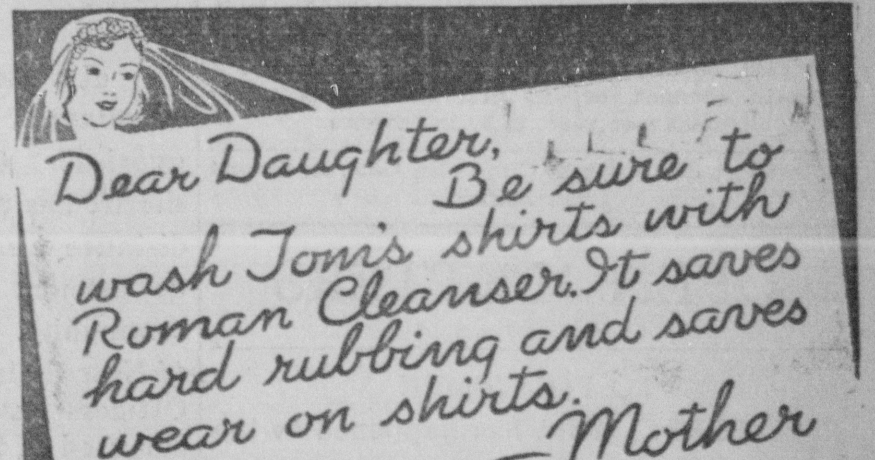 Dear Daughter,
Be sure to
wash Tom's shirts with
Roman Cleanser. It saves
hard rubbing and saves
wear on shirts.
—Mother